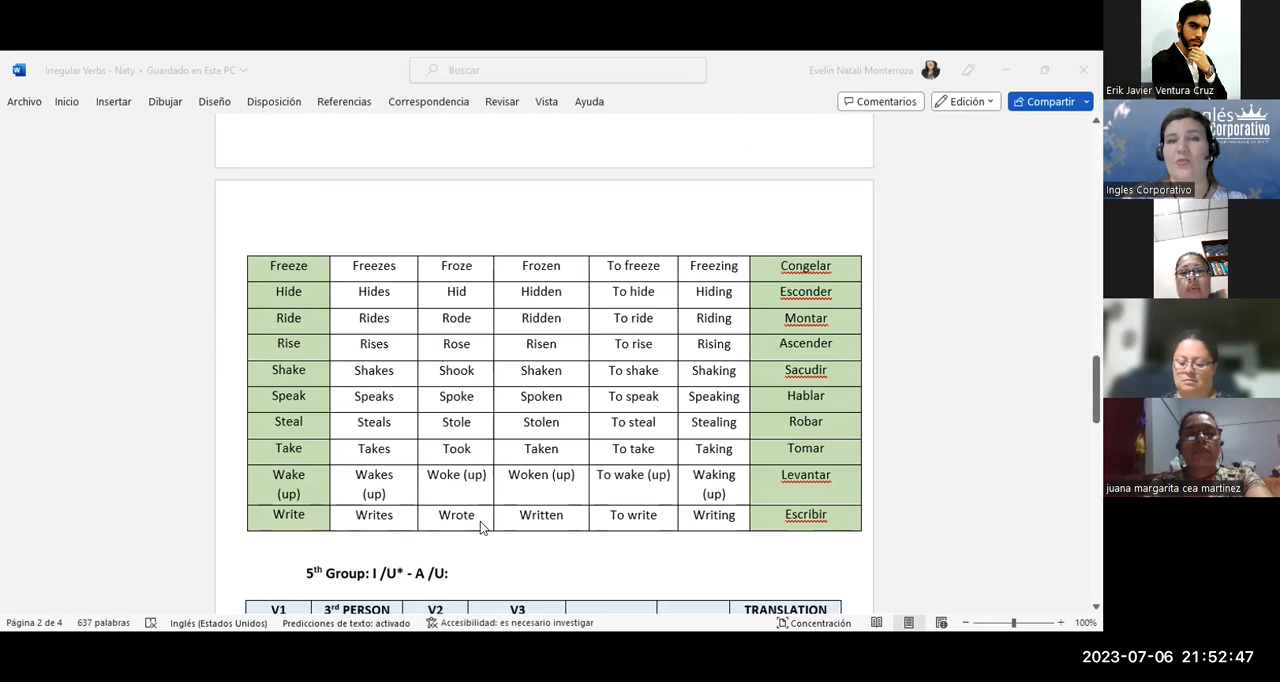 Irregular Verbs - Naty • Guardado en Este PC
Buscar
Evelin Natali Monterroza
Archivo Inicio Insertar Dibujar Diseño Disposición Referencias Correspondencia Revisar Vista Ayuda
Comentarios Edición Compartir
Freeze Freezes Froze Frozen To freeze Freezing Congelar
Hide Hides Hid Hidden To hide Hiding Esconder
Ride Rides Rode Ridden To ride Riding Montar
Rise Rises Rose Risen To rise Rising Ascender
Shake Shakes Shook Shaken To shake Shaking Sacudir
Speak Speaks Spoke Spoken To speak Speaking Hablar
Steal Steals Stole Stolen To steal Stealing Robar
Take Takes Took Taken To take Taking Tomar
Wake Wakes Woke (up) Woken (up) To wake (up) Waking Levantar
(up) (up) (up)
Write Writes Wrote Written To write Writing Escribir
5th Group: I /U* - A /U:
V1 3rd PERSON V2 V3 TRANSLATION
Página 2 de 4 637 palabras Inglés (Estados Unidos) Predicciones de texto: activado Accesibilidad: es necesario investigar Concentración 100%
Erik Javier Ventura Cruz
glés
Corporativo
Ingles Corporativo
juana margarita cea martinez
2023-07-06 21:52:47